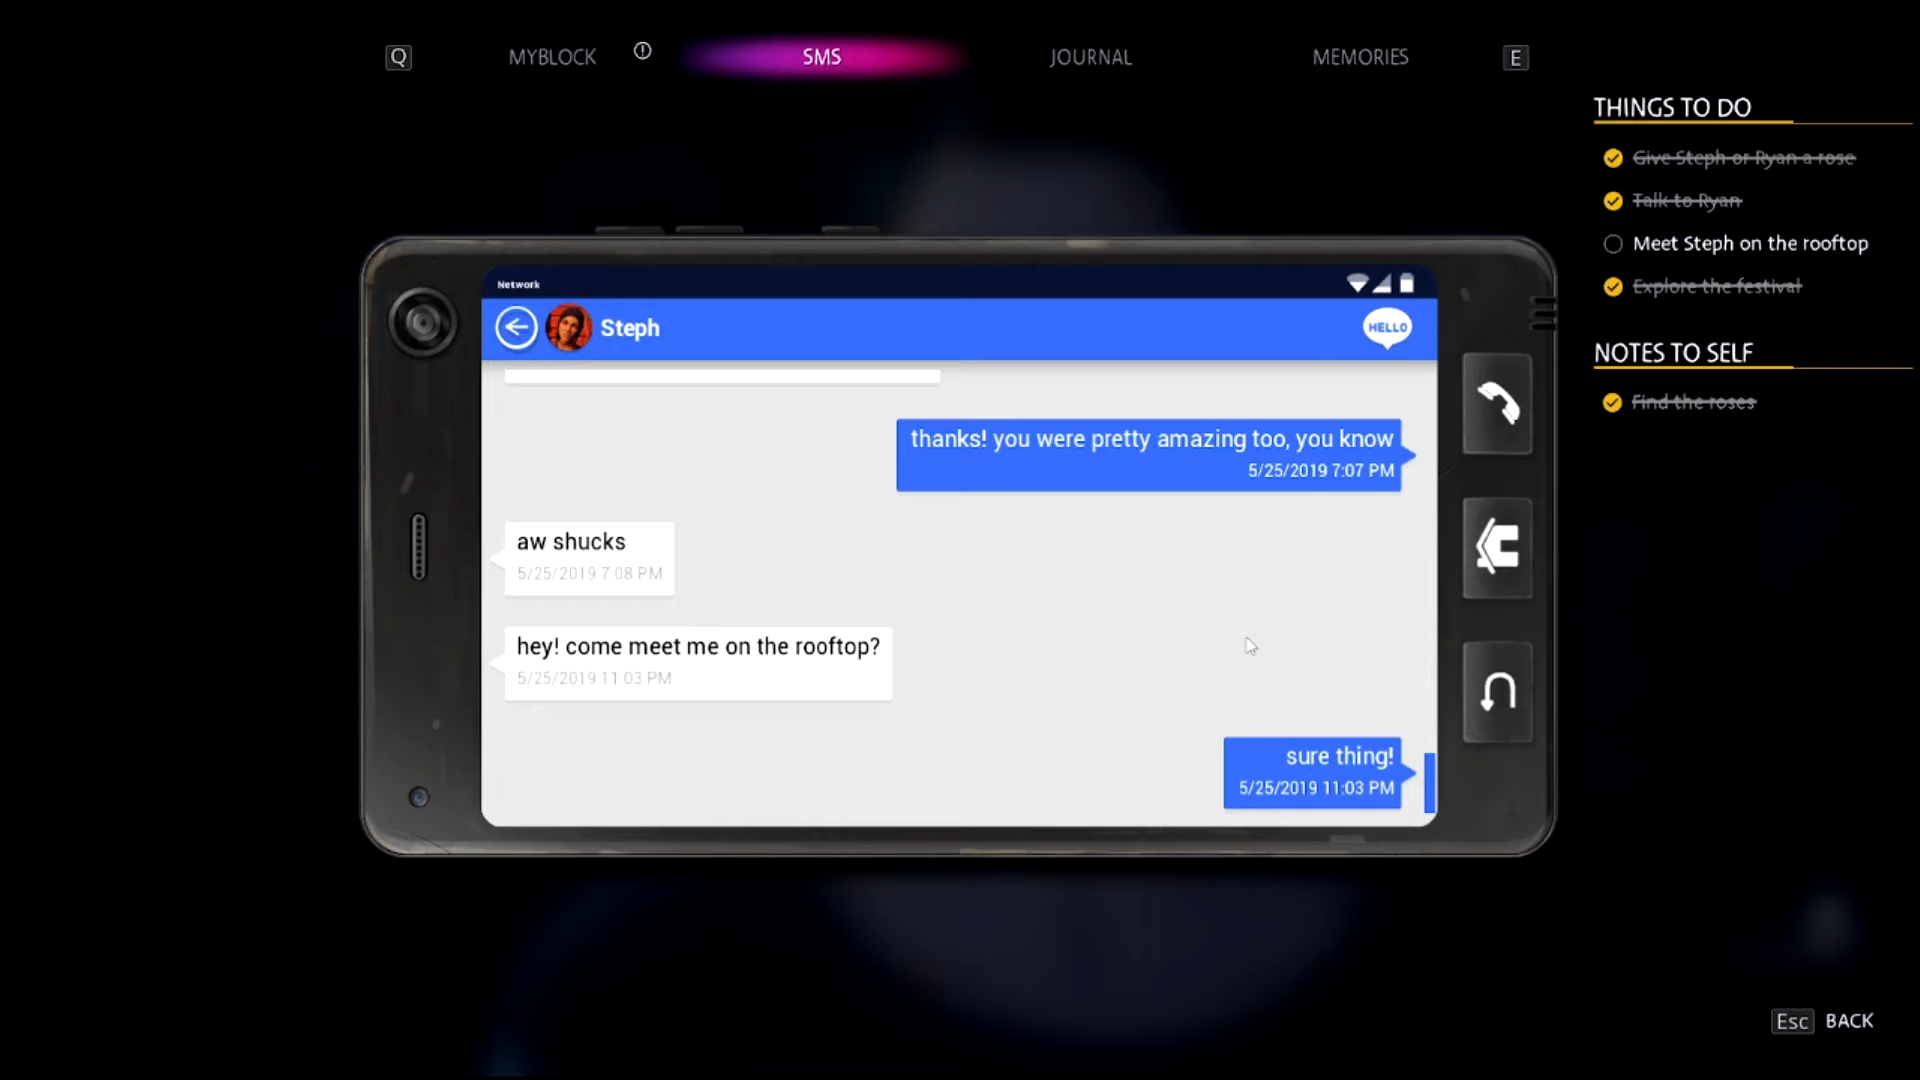 Q
MYBLOCK
SMS
JOURNAL
MEMORIES
E
THINGS TO DO
Give Steph or Ryan a rose
Talk to Ryan
Meet Steph on the rooftop
Explore the festival
NOTES TO SELF
Find the roses
Network
Steph
HELLO
thanks! you were pretty amazing too, you know
5/25/2019 7:07 PM
aw shucks
5/25/2019 7 08 PM
hey! come meet me on the rooftop?
5/25/2019 11 03 PM
sure thing!
5/25/2019 11:03 PM
Esc BACK